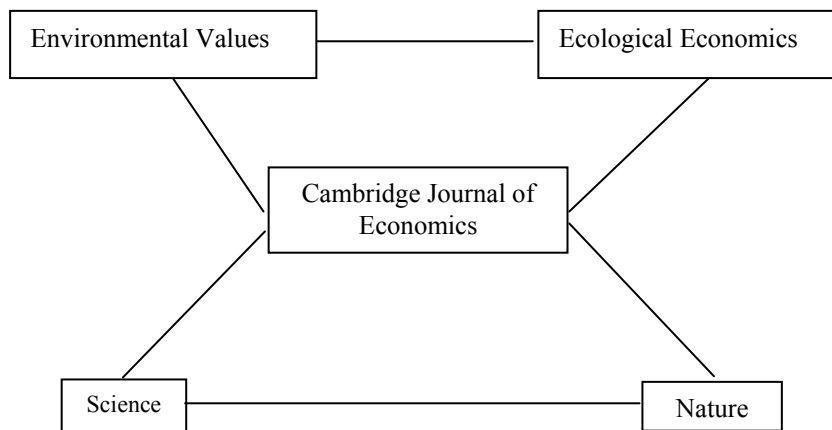 Environmental Values
Ecological Economics
Cambridge Journal of
Economics
Science
Nature